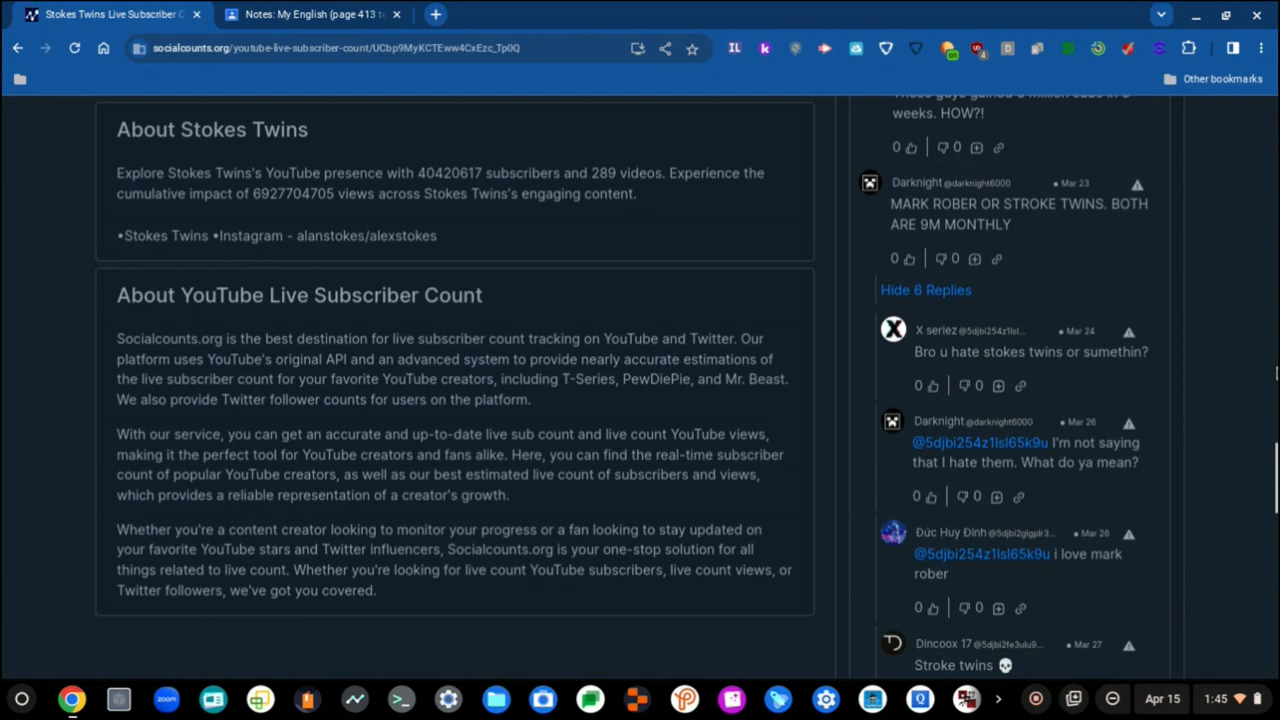 Stokes Twins Live Subscriber C
Notes: My English (page 413 t
socialcounts.org/youtube-live-subscriber-count/UCbp9MyKCTEww4CxEzc_Tp0Q
Other bookmarks
About Stokes Twins
Explore Stokes Twins's YouTube presence with 40420617 subscribers and 289 videos. Experience the
cumulative impact of 6927704705 views across Stokes Twins's engaging content.
•Stokes Twins •Instagram - alanstokes/alexstokes
About YouTube Live Subscriber Count
Socialcounts.org is the best destination for live subscriber count tracking on YouTube and Twitter. Our
platform uses YouTube's original API and an advanced system to provide nearly accurate estimations of
the live subscriber count for your favorite YouTube creators, including T-Series, PewDiePie, and Mr. Beast.
We also provide Twitter follower counts for users on the platform.
With our service, you can get an accurate and up-to-date live sub count and live count YouTube views,
making it the perfect tool for YouTube creators and fans alike. Here, you can find the real-time subscriber
count of popular YouTube creators, as well as our best estimated live count of subscribers and views,
which provides a reliable representation of a creator's growth.
Whether you're a content creator looking to monitor your progress or a fan looking to stay updated on
your favorite YouTube stars and Twitter influencers, Socialcounts.org is your one-stop solution for all
things related to live count. Whether you're looking for live count YouTube subscribers, live count views, or
Twitter followers, we've got you covered.
weeks. HOW?!
0 0
Darknight @darknight6000 • Mar 23
MARK ROBER OR STROKE TWINS. BOTH
ARE 9M MONTHLY
0 0
Hide 6 Replies
X seriez @5djbi254z1lsl... • Mar 24
Bro u hate stokes twins or sumethin?
0 0
Darknight @darknight6000 • Mar 26
@5djbi254z1lsl65k9u I'm not saying
that I hate them. What do ya mean?
0 0
Đức Huy Đinh @5djbi2glgplr3... • Mar 26
@5djbi254z1lsl65k9u i love mark
rober
0 0
Dincoox 17 @5djbi2fe3ulu9... • Mar 27
Stroke twins 💀
zoom
Apr 15 1:45